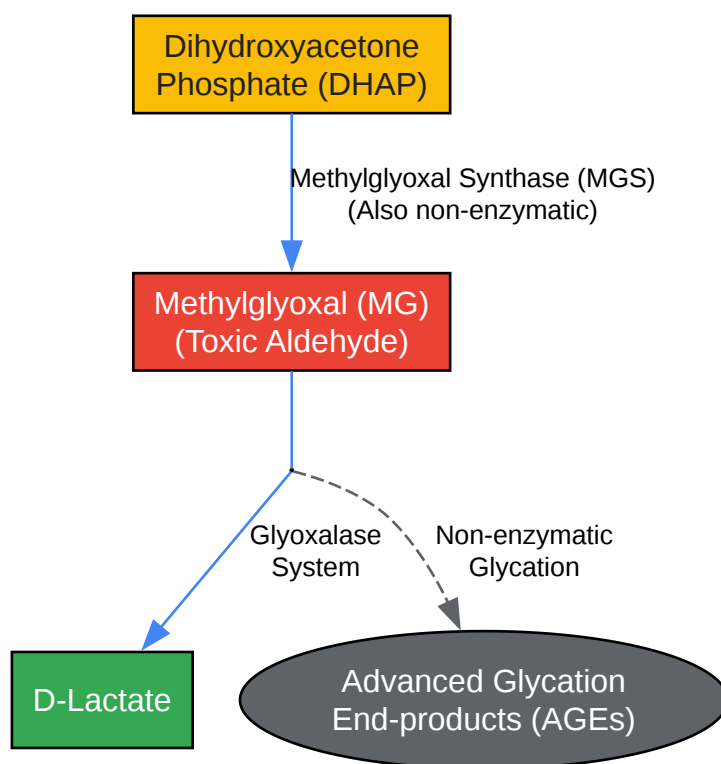 Dihydroxyacetone
Phosphate (DHAP)
Methylglyoxal Synthase (MGS)
(Also non-enzymatic)
Methylglyoxal (MG)
(Toxic Aldehyde)
Glyoxalase
System
Non-enzymatic
Glycation
D-Lactate
Advanced Glycation
End-products (AGEs)